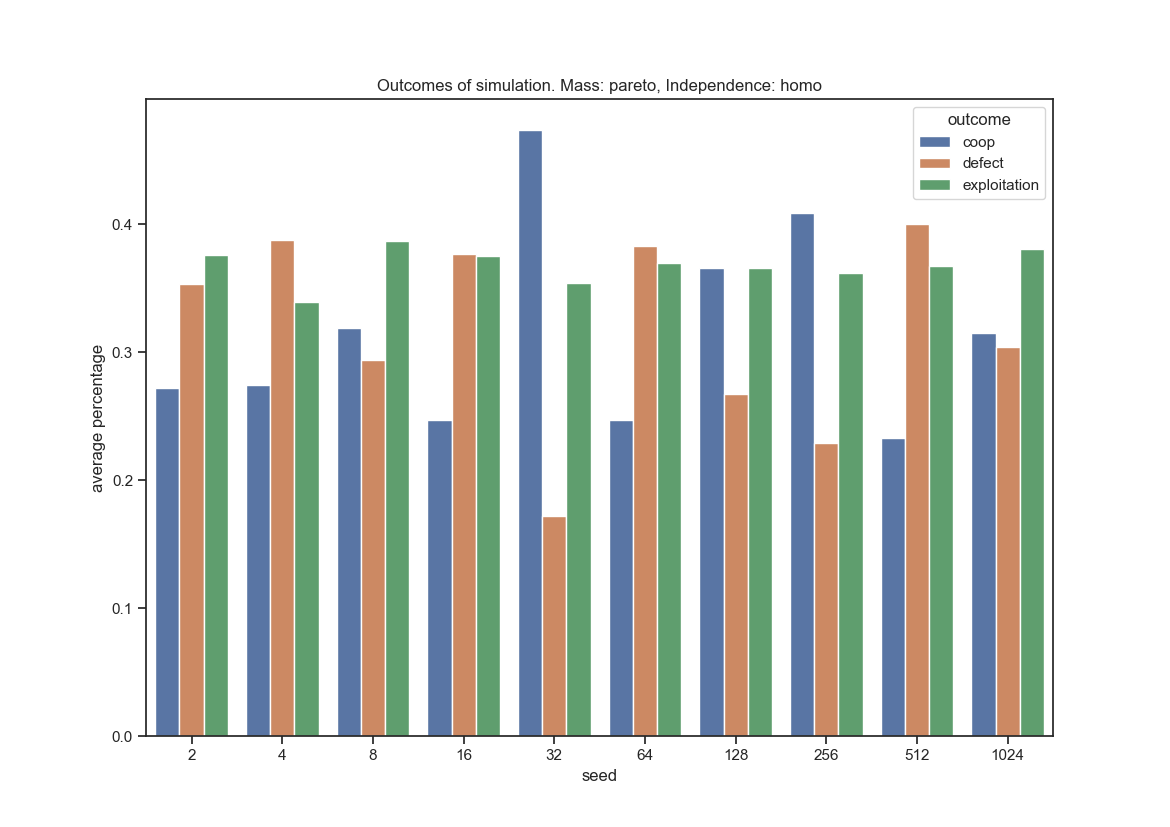 Outcomes of simulation. Mass: pareto, Independence: homo
outcome
coop
defect
exploitation
average percentage
0.4
0.3
0.2
0.1
0.0
2 4 8 16 32 64 128 256 512 1024
seed